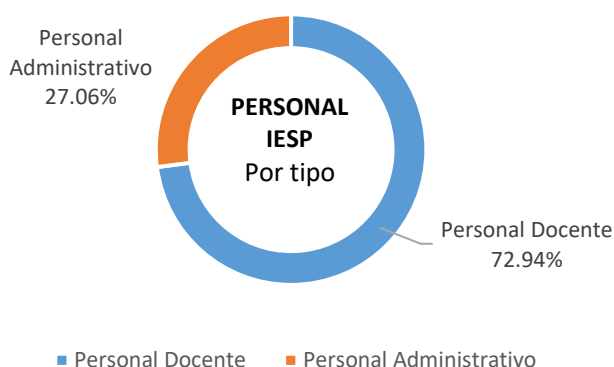 Personal
Administrativo
27.06%
PERSONAL
IESP
Por tipo
Personal Docente
72.94%
Personal Docente
Personal Administrativo